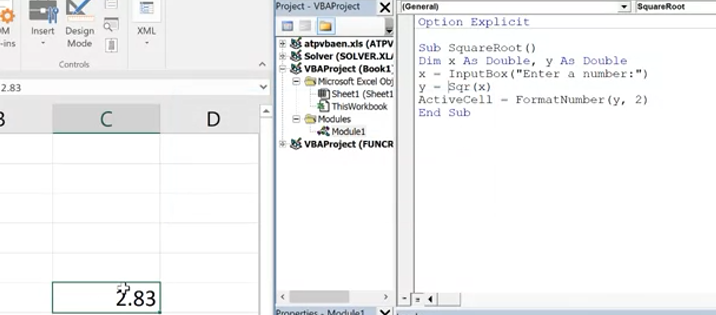 Insert
Design
Mode
XML
-ins
Controls
2.83
C
D
2.83
Project - VBAProject
atpvbaen.xls (ATPV
Solver (SOLVER.XLA
VBAProject (Book1
Microsoft Excel Obj
Sheet1 (Sheet1
ThisWorkbook
Modules
Module1
VBAProject (FUNCR
Properties - Module1
(General)
SquareRoot
Option Explicit
Sub SquareRoot()
Dim x As Double, y As Double
x = InputBox("Enter a number:")
y = Sqr(x)
ActiveCell = FormatNumber(y, 2)
End Sub